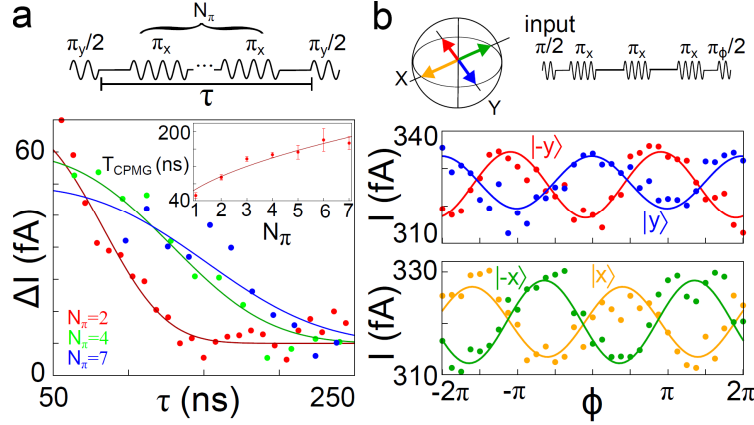 a
N_π
π_y/2 π_x ... π_x π_y/2
τ
60
ΔI (fA)
0
200
T_CPMG (ns)
40
1 2 3 4 5 6 7
N_π
N_π=2
N_π=4
N_π=7
50 τ (ns) 250
b
X
Y
input
π/2 π_x π_x π_x π_ϕ/2
340
I (fA)
310
|-y⟩
|y⟩
330
I (fA)
310
|-x⟩ |x⟩
-2π -π ϕ π 2π